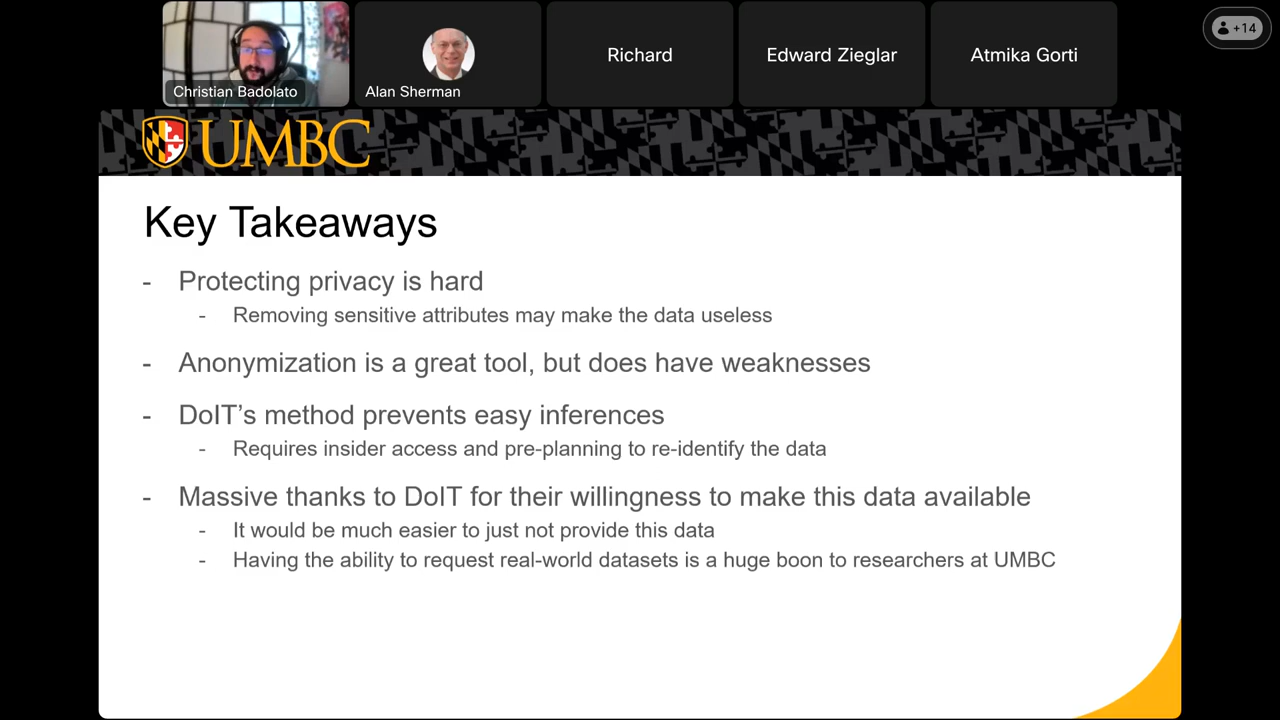 Christian Badolato
Alan Sherman
Richard
Edward Zieglar
Atmika Gorti
+14
UMBC
Key Takeaways
- Protecting privacy is hard
- Removing sensitive attributes may make the data useless
- Anonymization is a great tool, but does have weaknesses
- DoIT’s method prevents easy inferences
- Requires insider access and pre-planning to re-identify the data
- Massive thanks to DoIT for their willingness to make this data available
- It would be much easier to just not provide this data
- Having the ability to request real-world datasets is a huge boon to researchers at UMBC